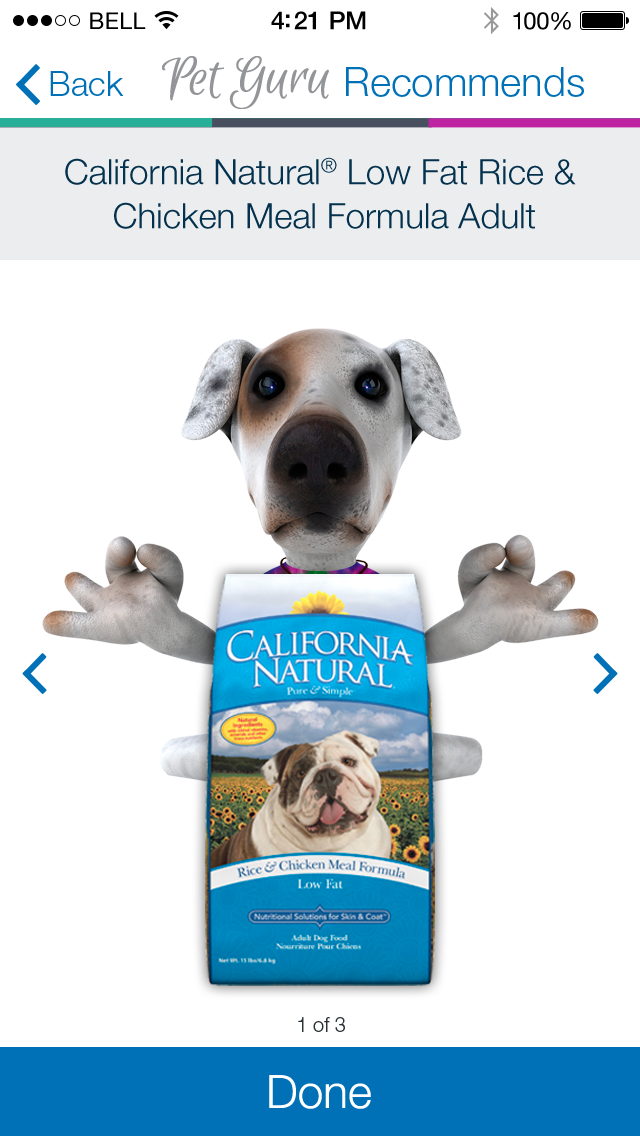 BELL 4:21 PM 100%
Back Pet Guru Recommends
California Natural® Low Fat Rice &
Chicken Meal Formula Adult
CALIFORNIA
NATURAL
Pure & Simple
Natural
Ingredients
Rice & Chicken Meal Formula
Low Fat
Nutritional Solutions for Skin & Coat™
Adult Dog Food
Nourriture Pour Chiens
Net Wt. 15 lbs/6.8 kg
1 of 3
Done